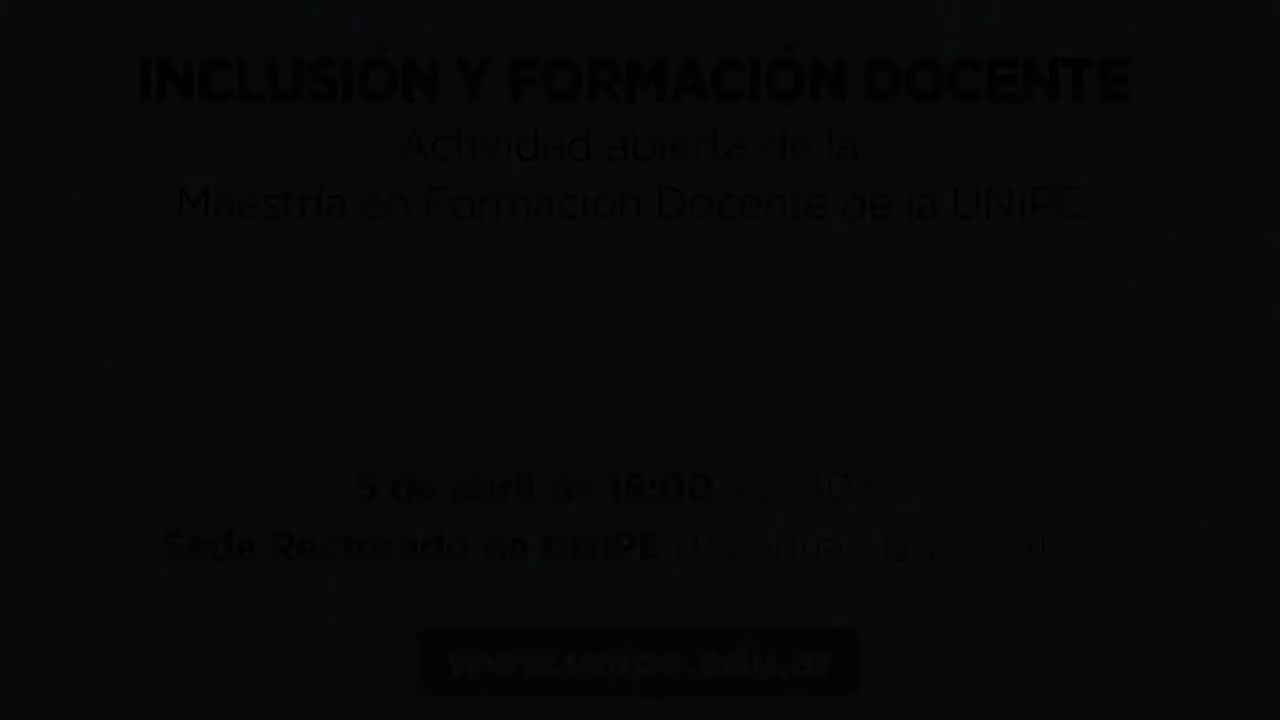 INCLUSIÓN Y FORMACIÓN DOCENTE
Actividad abierta de la
Maestría en Formación Docente de la UNIPE
5 de abril de 18:00 a
Sede Rectorado de UNIPE
www.unipe.edu.ar